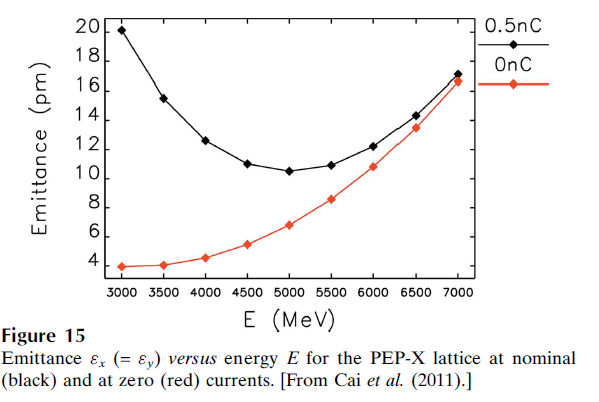 20
18
16
14
12
10
8
6
4
Emittance (pm)
0.5nC
0nC
3000 3500 4000 4500 5000 5500 6000 6500 7000
E (MeV)
Figure 15
Emittance εx (= εy) versus energy E for the PEP-X lattice at nominal
(black) and at zero (red) currents. [From Cai et al. (2011).]